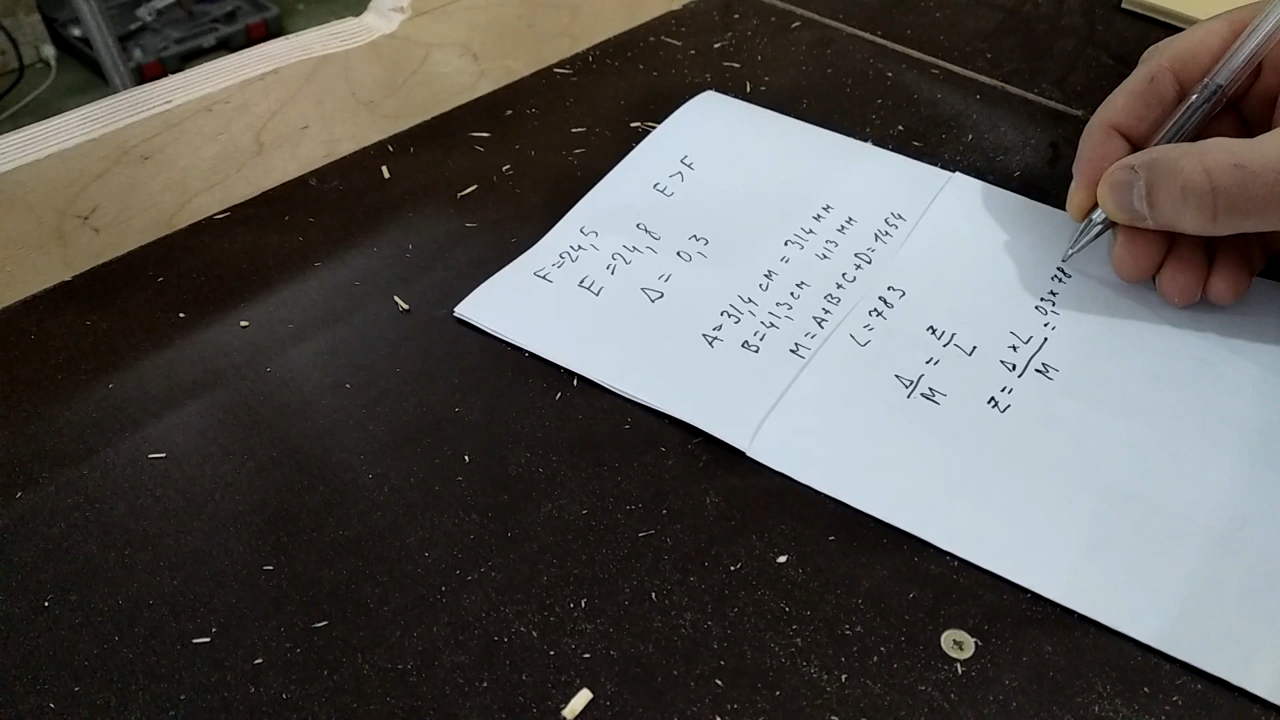 F=24,5
E=24,8 E>F
Δ= 0,3
A=31,4 см = 314 мм
B=41,3 см 413 мм
M=A+B+C+D=1454
L=783
Δ/M = z/L
z= Δ×L/M =0,3×78